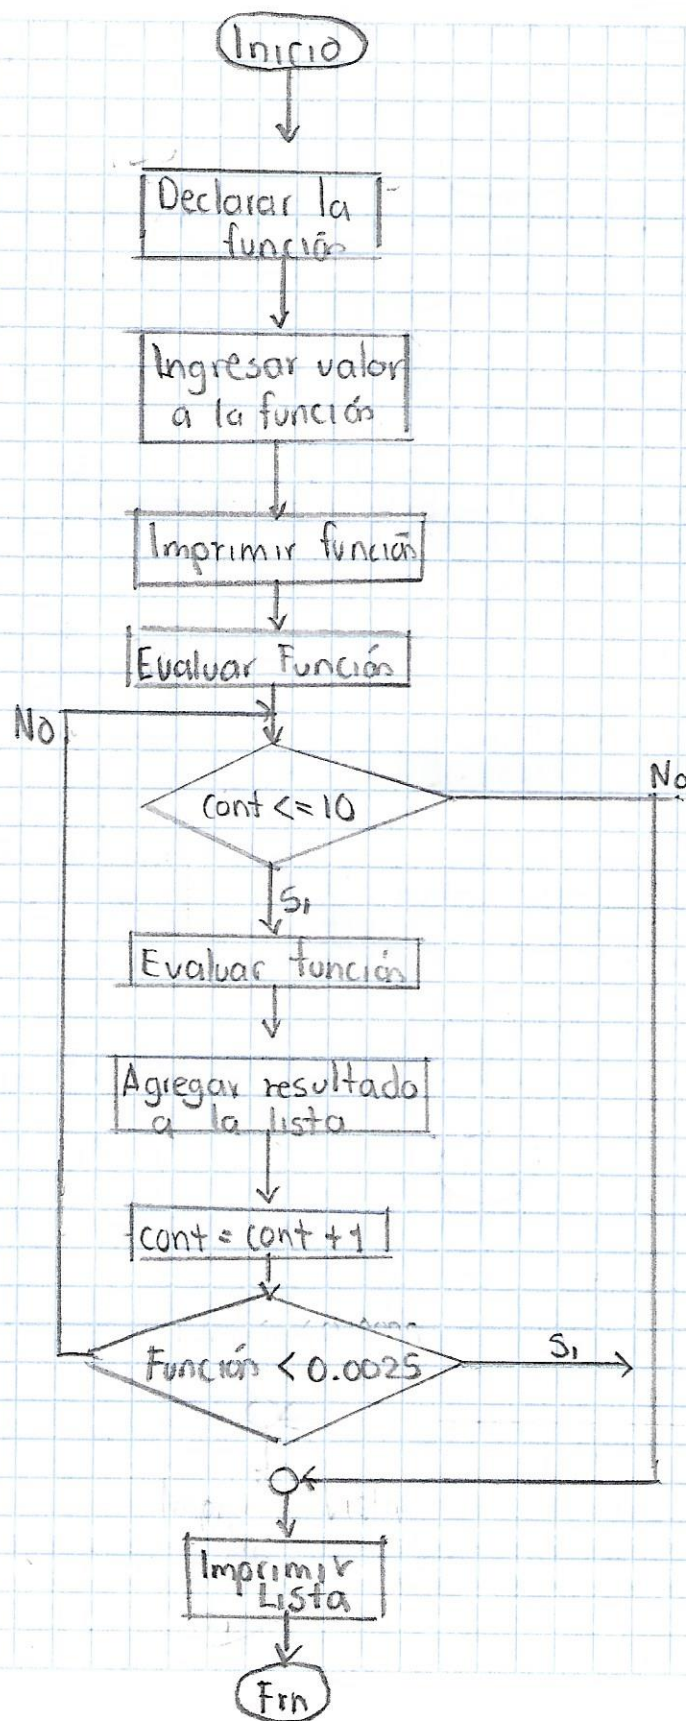 Inicio
Declarar la
función
Ingresar valor
a la función
Imprimir función
Evaluar Función
No
cont <= 10
No
Si
Evaluar función
Agregar resultado
a la lista
cont = cont + 1
Función < 0.0025
Si
Imprimir
Lista
Fin